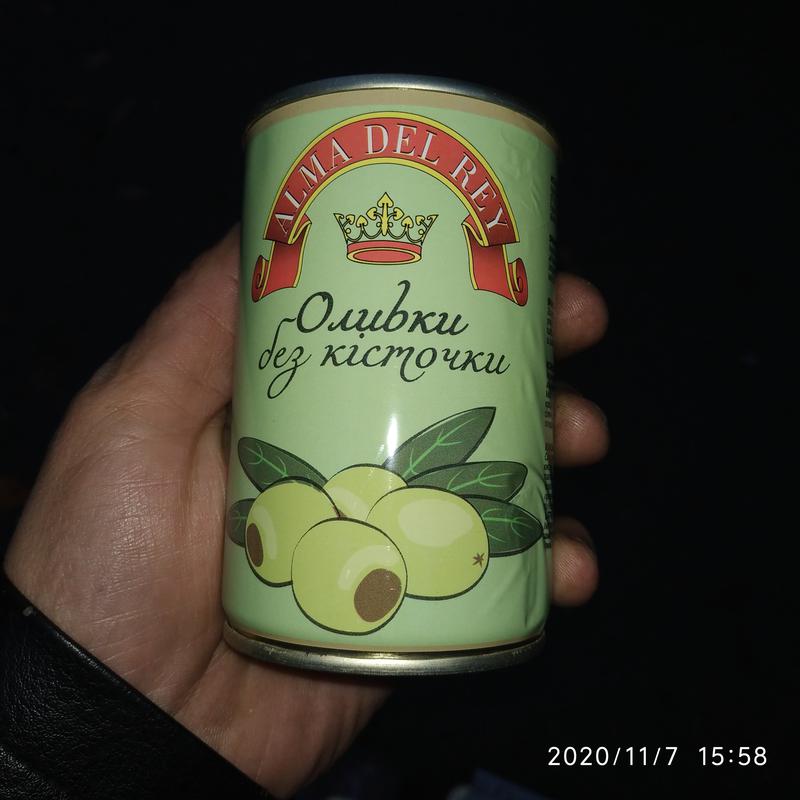 ALMA DEL REY
Оливки
без кісточки
2020/11/7 15:58